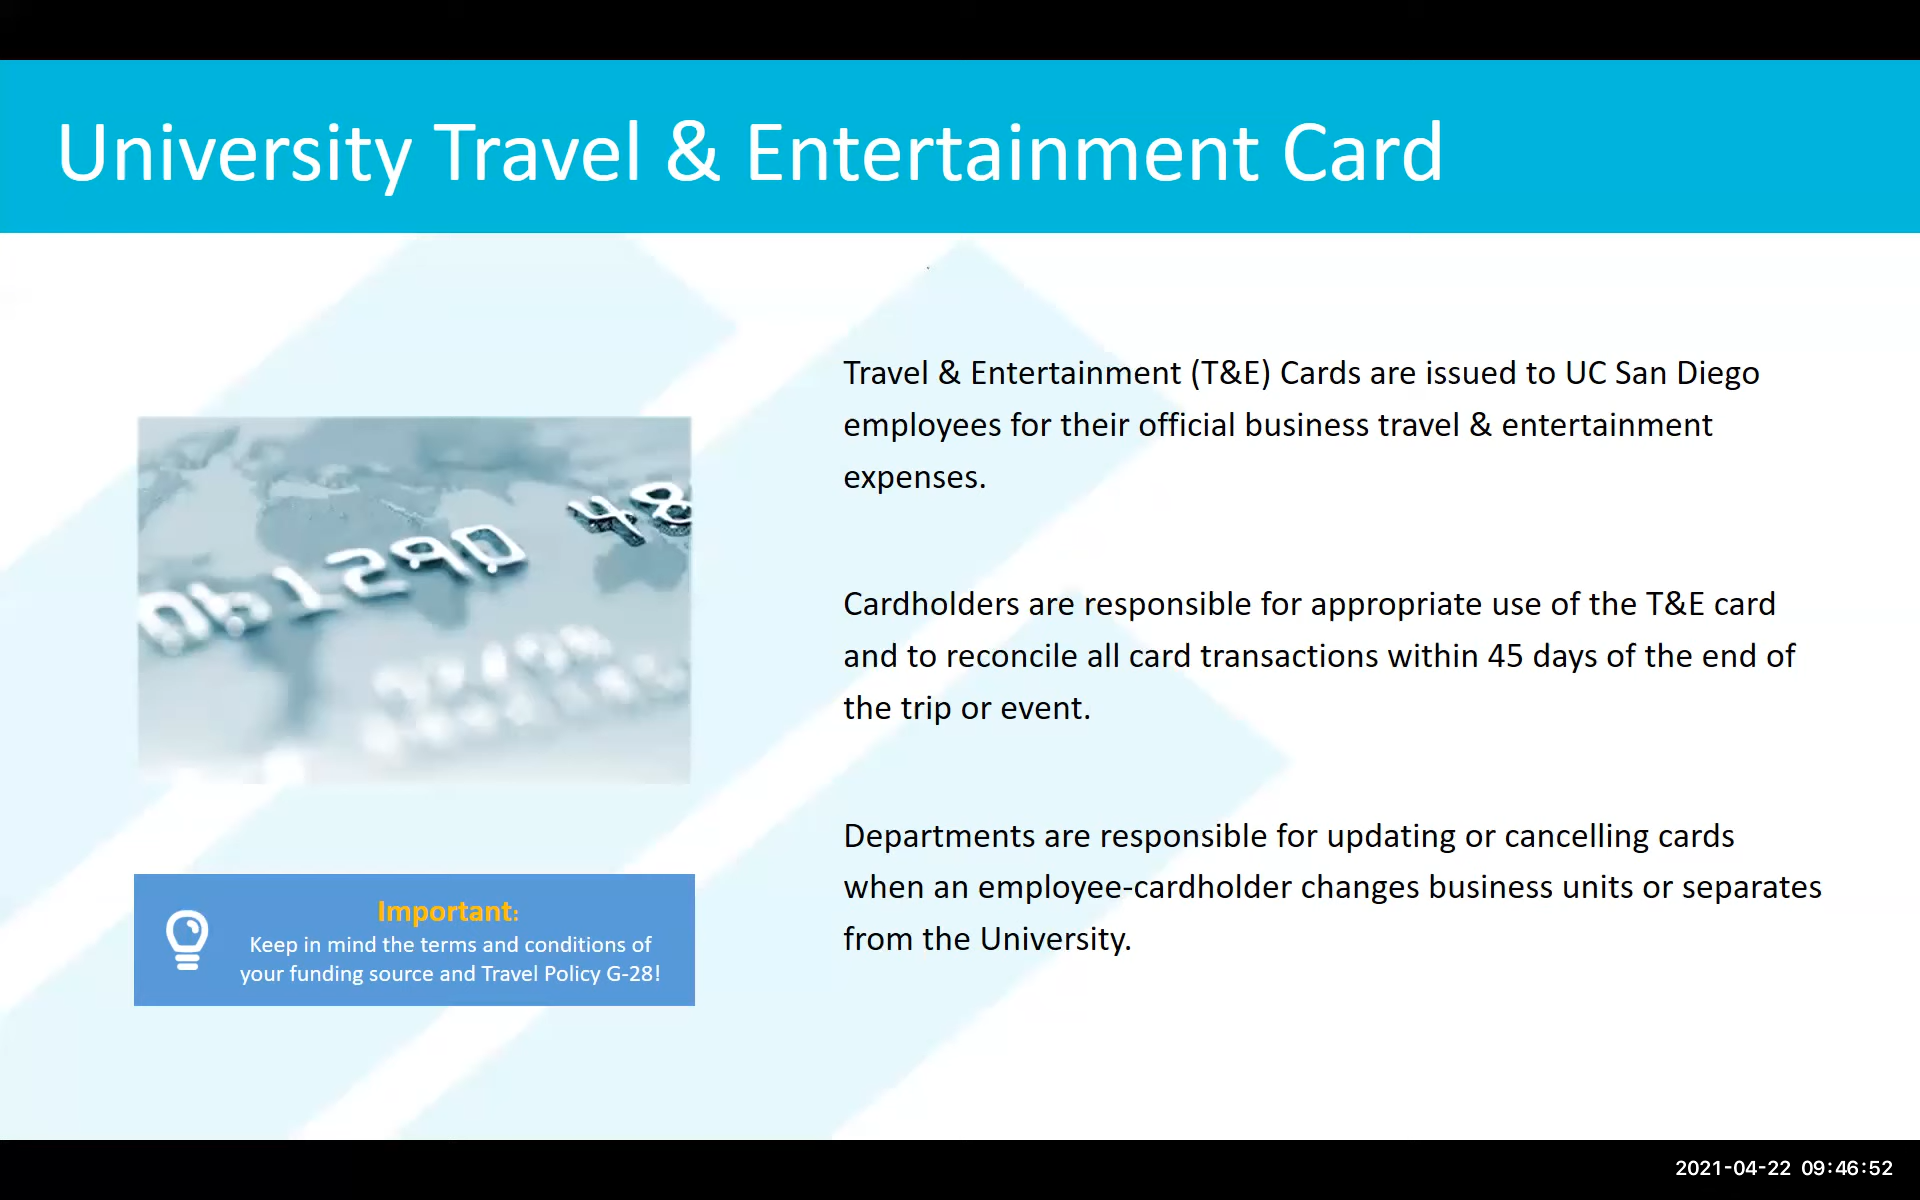 University Travel & Entertainment Card
Travel & Entertainment (T&E) Cards are issued to UC San Diego
employees for their official business travel & entertainment
expenses.
Cardholders are responsible for appropriate use of the T&E card
and to reconcile all card transactions within 45 days of the end of
the trip or event.
Departments are responsible for updating or cancelling cards
when an employee-cardholder changes business units or separates
from the University.
1290 48
Important:
Keep in mind the terms and conditions of
your funding source and Travel Policy G-28!
2021-04-22 09:46:52